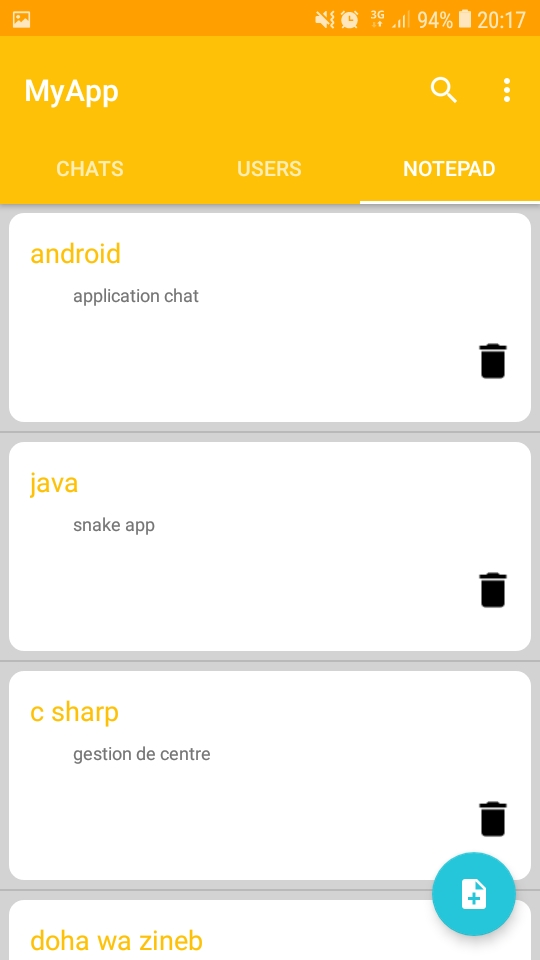 3G 94% 20:17
MyApp
CHATS USERS NOTEPAD
android
application chat
java
snake app
c sharp
gestion de centre
doha wa zineb